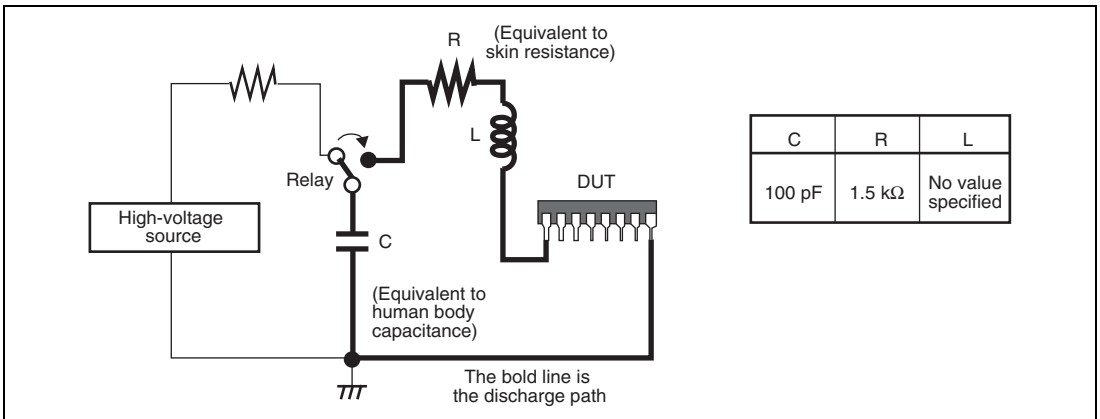 R
(Equivalent to
skin resistance)
L
Relay
DUT
High-voltage
source
C
(Equivalent to
human body
capacitance)
The bold line is
the discharge path
C R L
100 pF 1.5 kΩ No value
specified